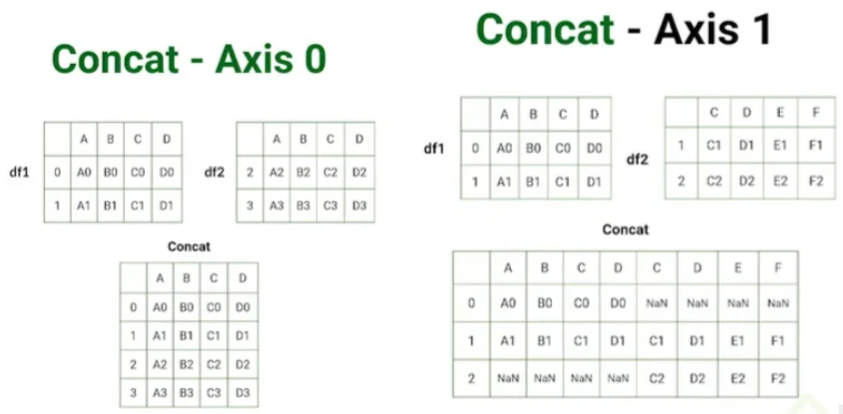 Concat - Axis 0
df1
A B C D
0 A0 B0 C0 D0
1 A1 B1 C1 D1
df2
A B C D
2 A2 B2 C2 D2
3 A3 B3 C3 D3
Concat
A B C D
0 A0 B0 C0 D0
1 A1 B1 C1 D1
2 A2 B2 C2 D2
3 A3 B3 C3 D3
Concat - Axis 1
df1
A B C D
0 A0 B0 C0 D0
1 A1 B1 C1 D1
df2
C D E F
1 C1 D1 E1 F1
2 C2 D2 E2 F2
Concat
A B C D C D E F
0 A0 B0 C0 D0 NaN NaN NaN NaN
1 A1 B1 C1 D1 C1 D1 E1 F1
2 NaN NaN NaN NaN C2 D2 E2 F2